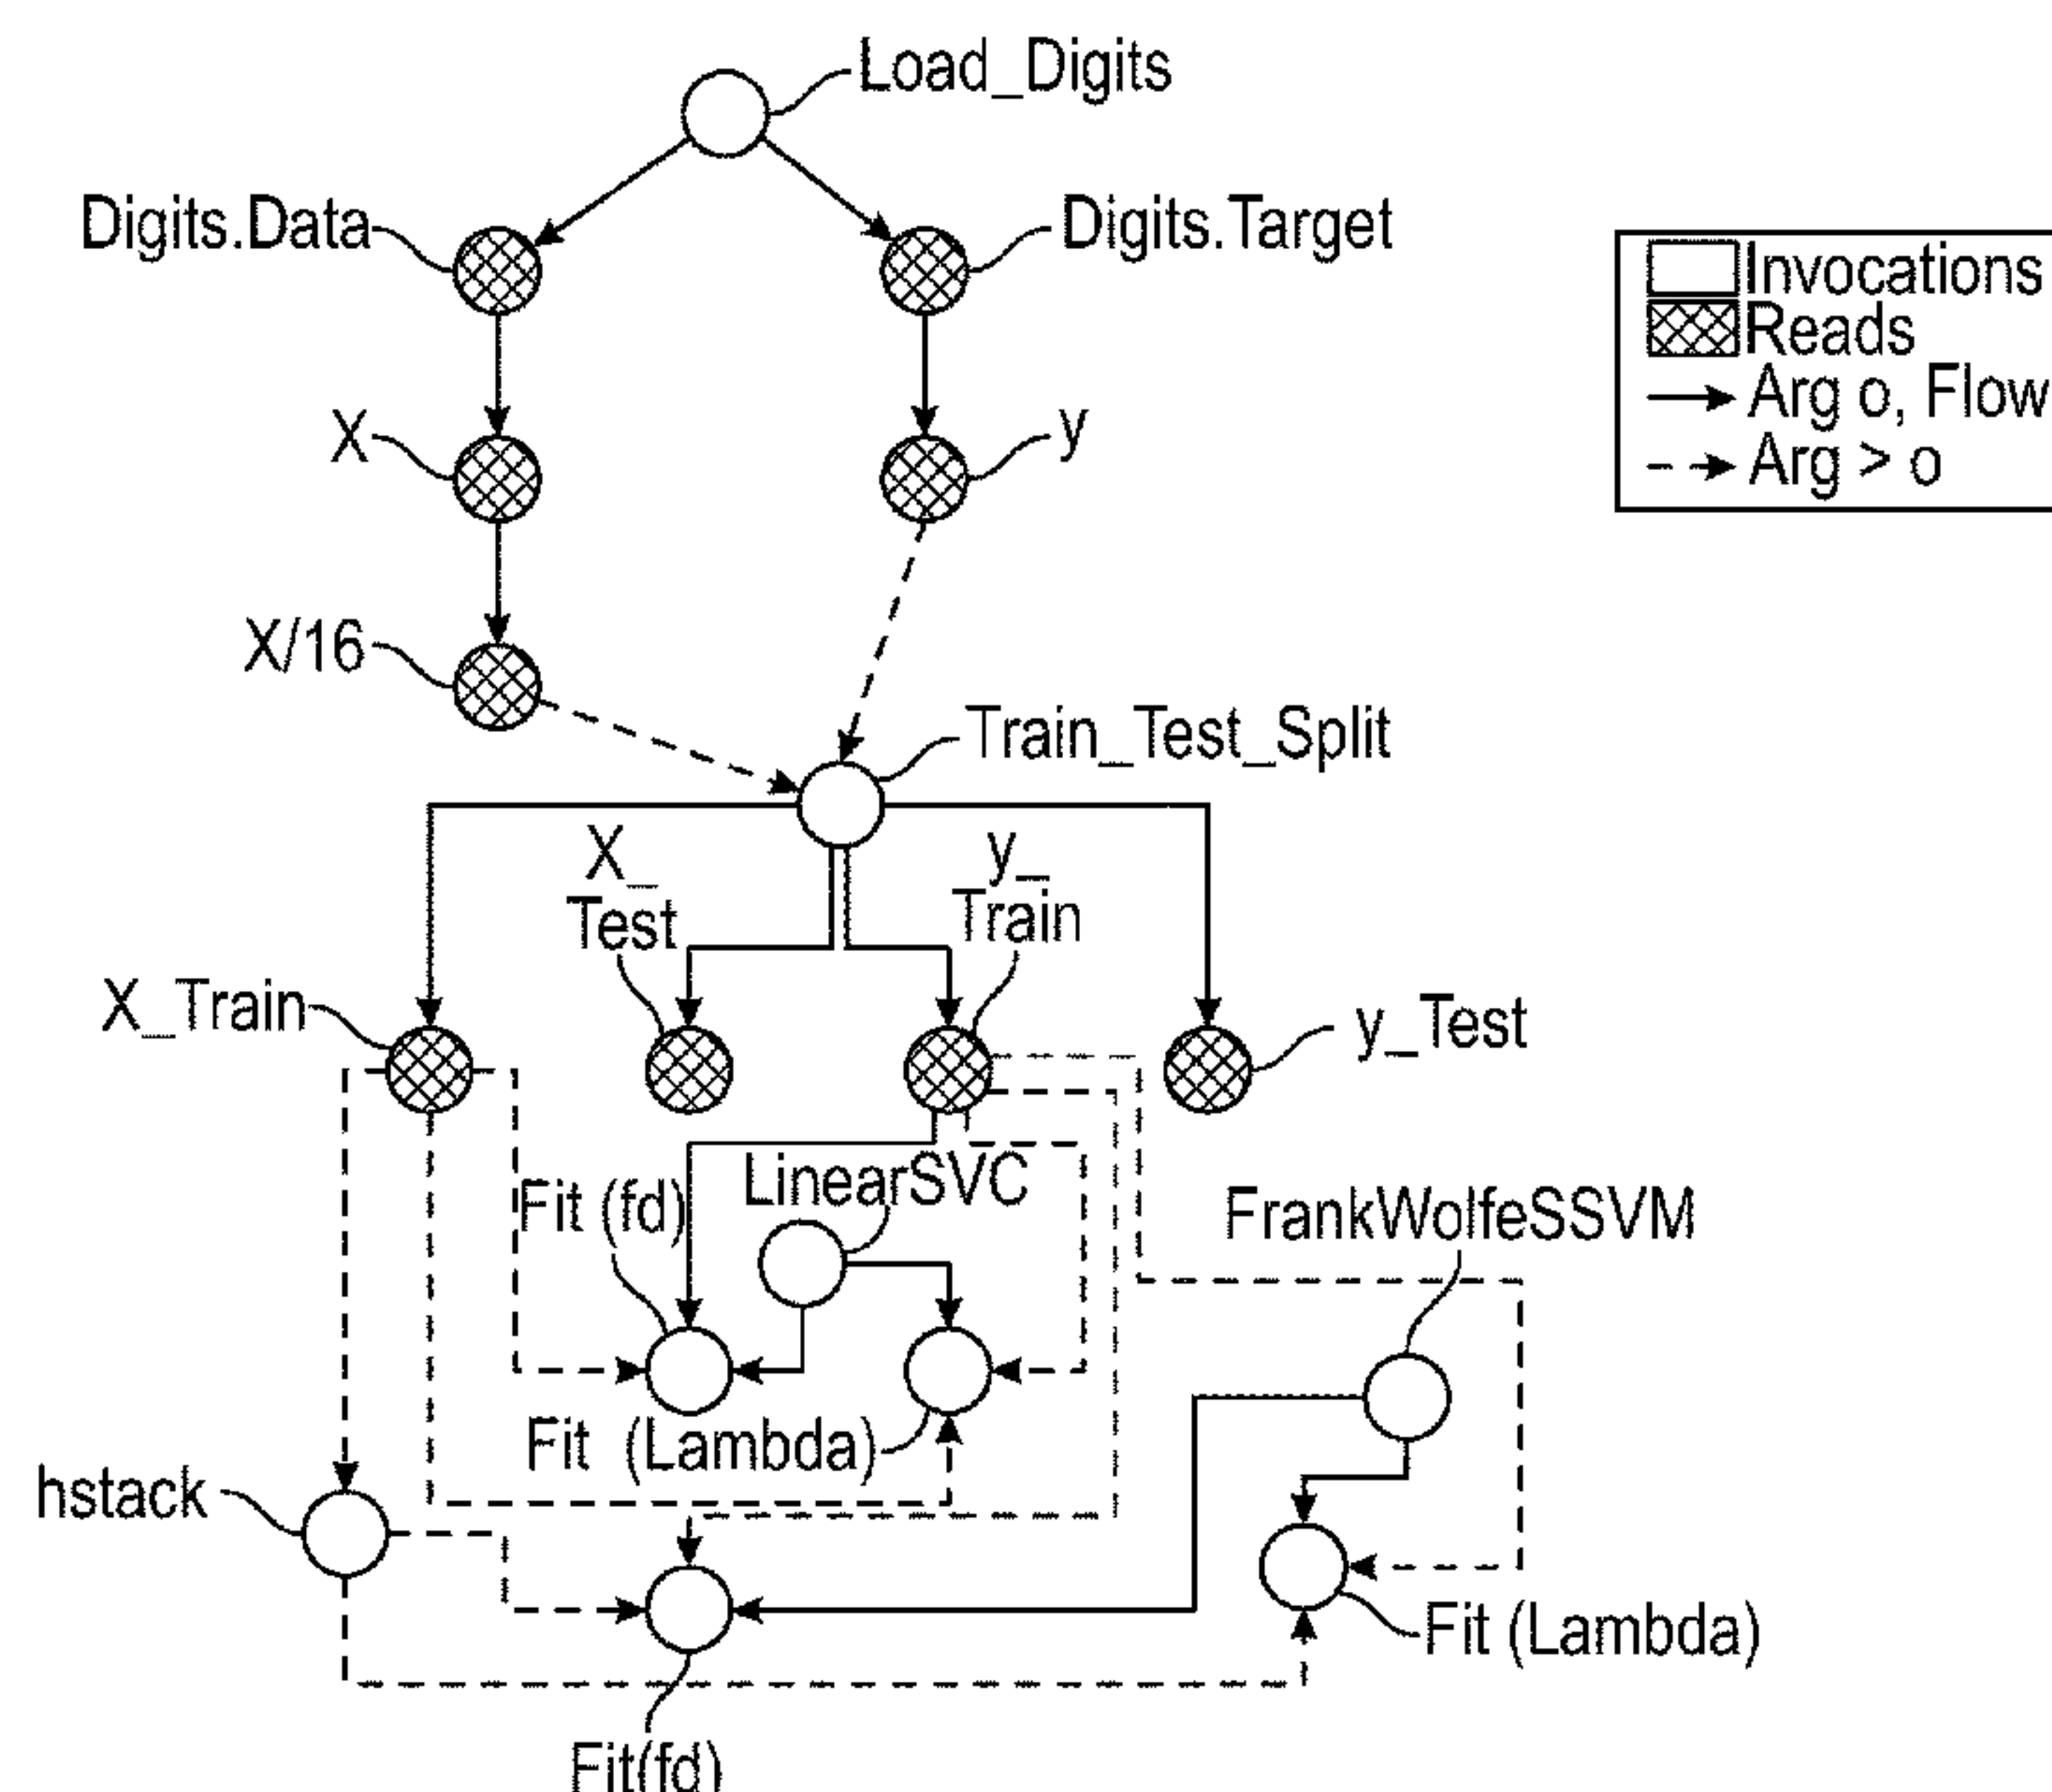 Load_Digits
Digits.Data
Digits.Target
Invocations
Reads
Arg o, Flow
Arg > o
X
y
X/16
Train_Test_Split
X_
Test
y_
Train
X_Train
y_Test
Fit (fd)
LinearSVC
FrankWolfeSSVM
Fit (Lambda)
hstack
Fit (Lambda)
Fit(fd)